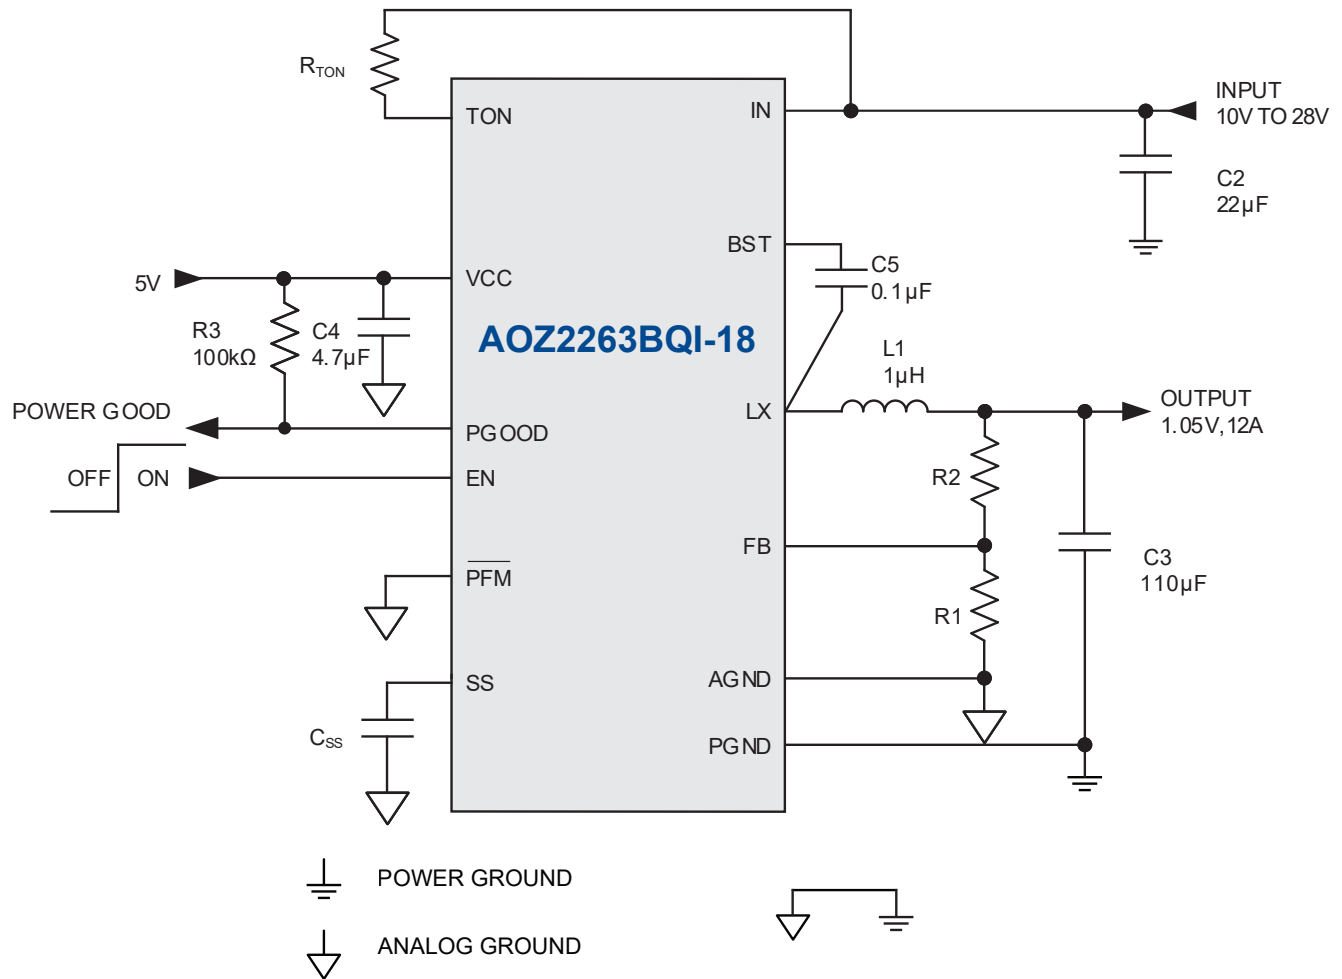 R_TON
TON
IN
INPUT
10V TO 28V
C2
22µF
BST
C5
0.1µF
5V
VCC
R3
100kΩ
C4
4.7µF
AOZ2263BQI-18
L1
1µH
POWER GOOD
PGOOD
LX
OUTPUT
1.05V, 12A
OFF
ON
EN
R2
FB
C3
110µF
PFM
R1
SS
AGND
C_SS
PGND
POWER GROUND
ANALOG GROUND